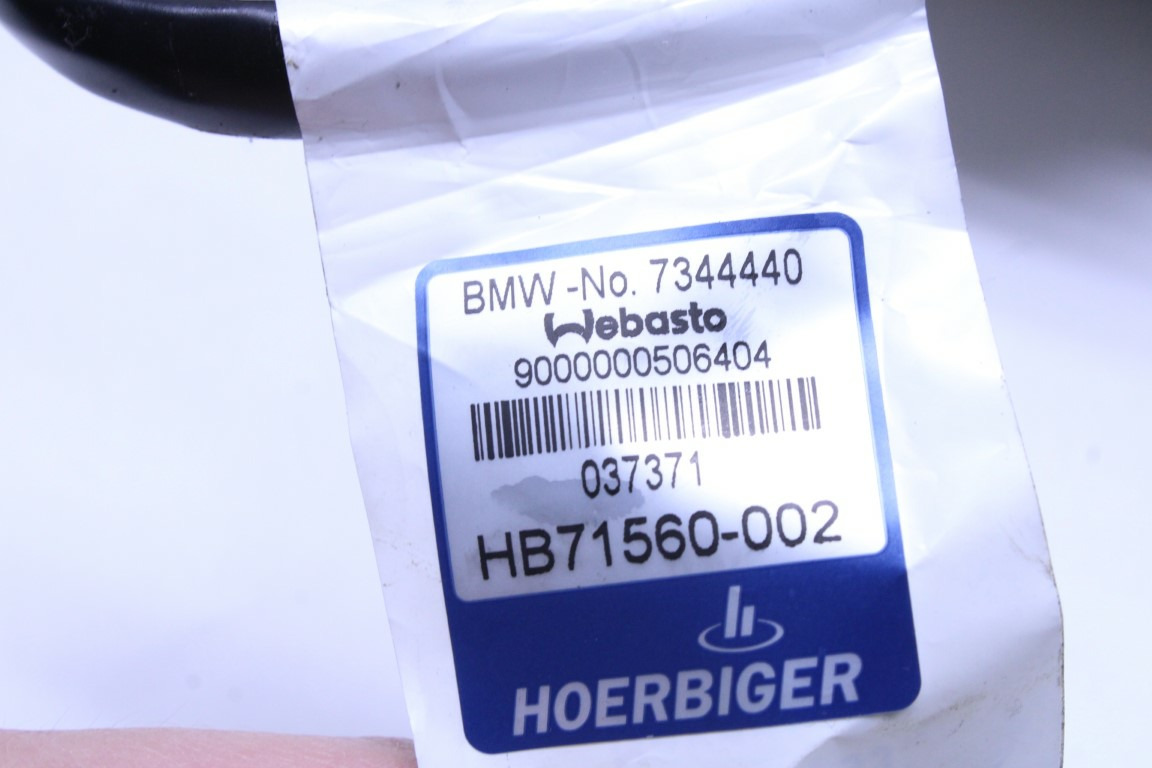 BMW -No. 7344440
Webasto
9000000506404
037371
HB71560-002
HOERBIGER